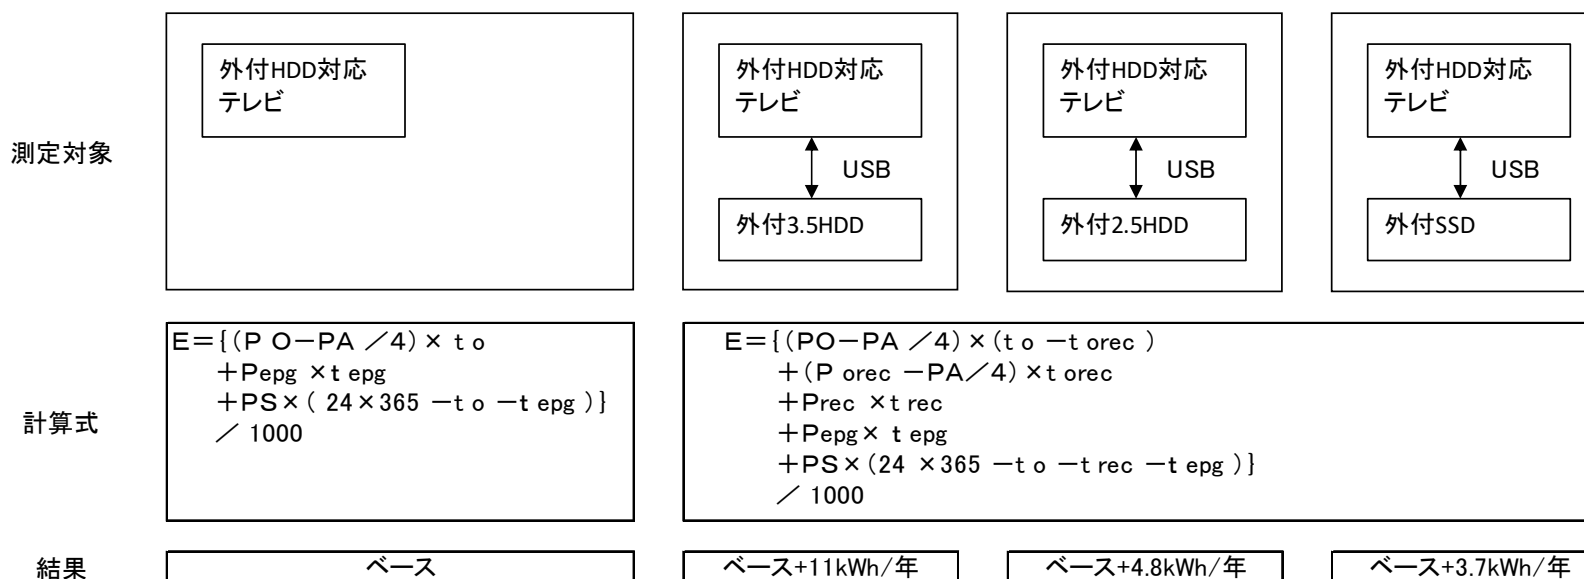 測定対象
外付HDD対応
テレビ
外付HDD対応
テレビ
USB
外付3.5HDD
外付HDD対応
テレビ
USB
外付2.5HDD
外付HDD対応
テレビ
USB
外付SSD
計算式
E={(P O－PA ／4)× t o
＋Pepg ×t epg
＋PS×( 24×365 －t o －t epg )}
／ 1000
E={(PO－PA ／4)×(t o －t orec )
＋(P orec －PA／4)×t orec
＋Prec ×t rec
＋Pepg× t epg
＋PS×(24 ×365 －t o －t rec －t epg )}
／ 1000
結果
ベース
ベース+11kWh/年
ベース+4.8kWh/年
ベース+3.7kWh/年